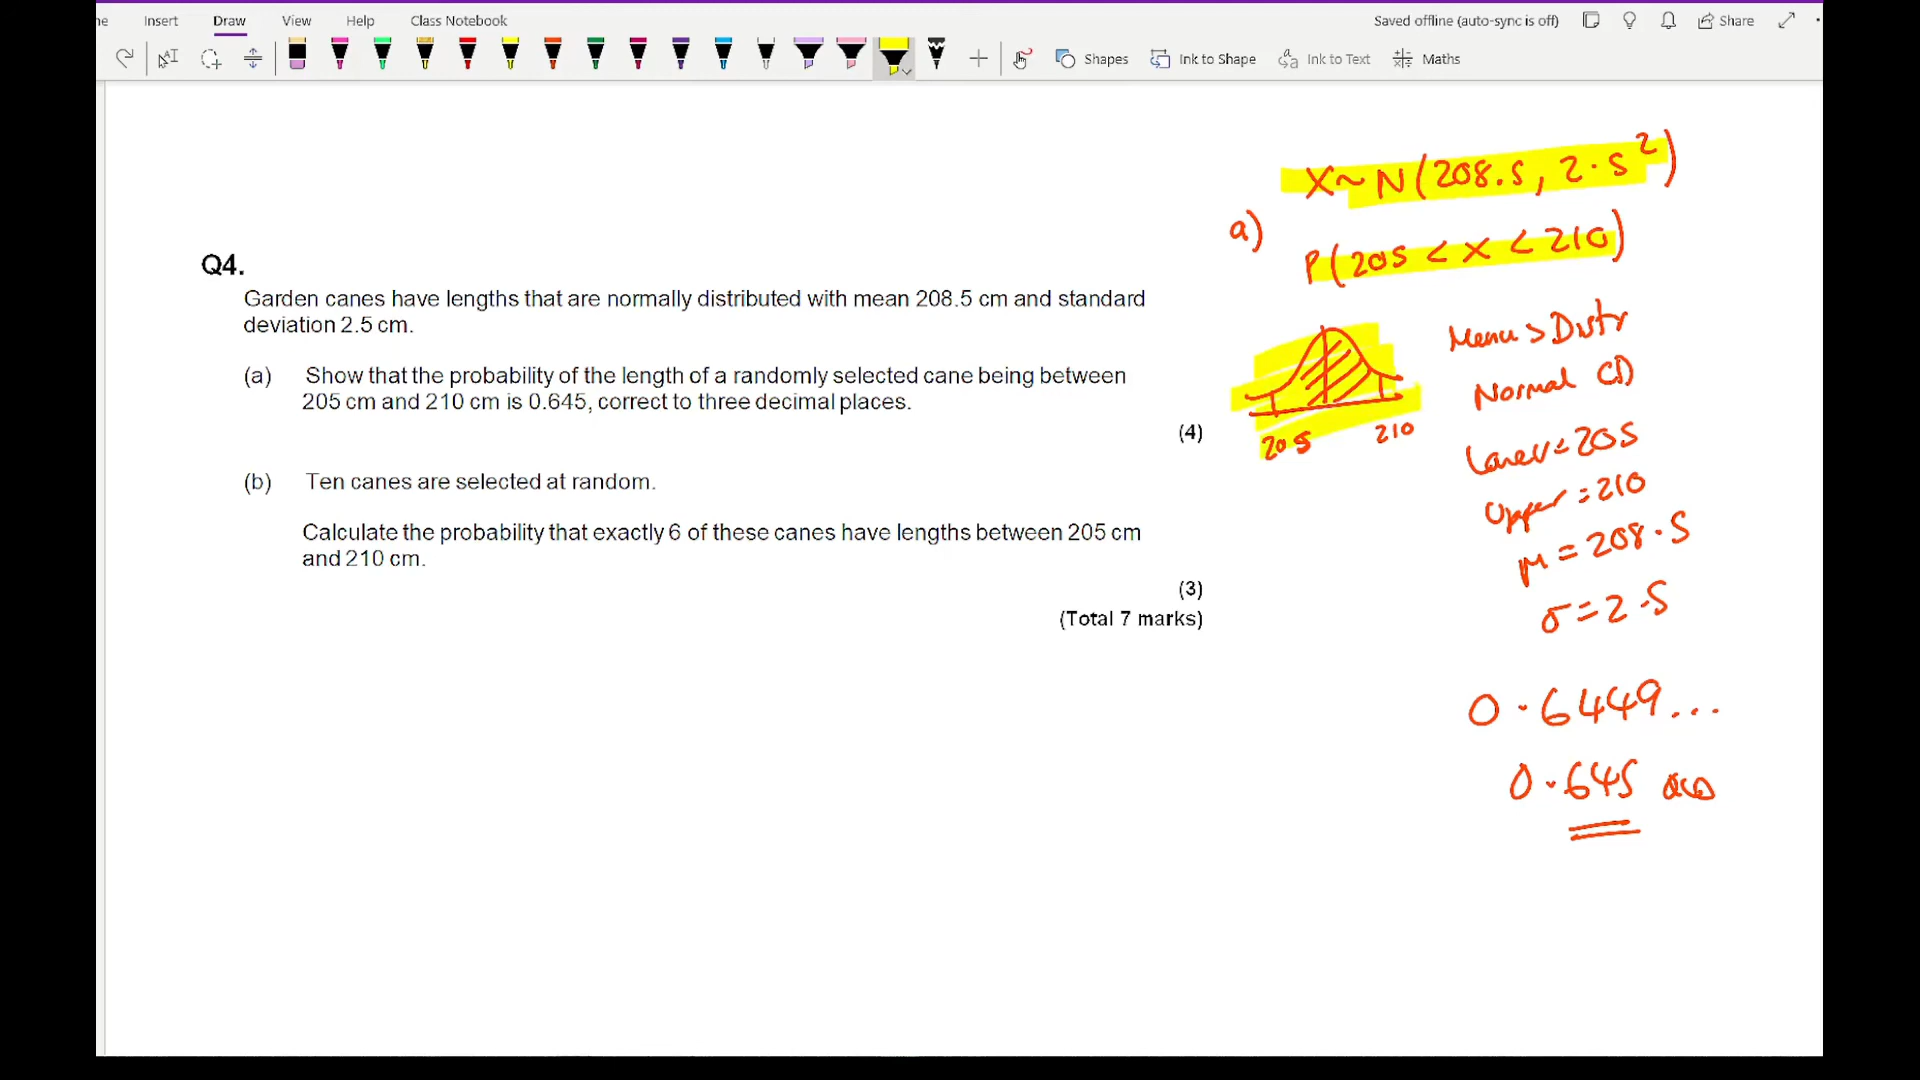 Insert Draw View Help Class Notebook
Saved offline (auto-sync is off) Share
Shapes Ink to Shape Ink to Text Maths
Q4.
Garden canes have lengths that are normally distributed with mean 208.5 cm and standard
deviation 2.5 cm.
(a) Show that the probability of the length of a randomly selected cane being between
205 cm and 210 cm is 0.645, correct to three decimal places.
(4)
(b) Ten canes are selected at random.
Calculate the probability that exactly 6 of these canes have lengths between 205 cm
and 210 cm.
(3)
(Total 7 marks)
X~N(208.5, 2.5²)
a)
P(205 < X < 210)
205 210
Menu > Distr
Normal CD
Lower = 205
Upper = 210
μ = 208.5
σ = 2.5
0.6449...
0.645